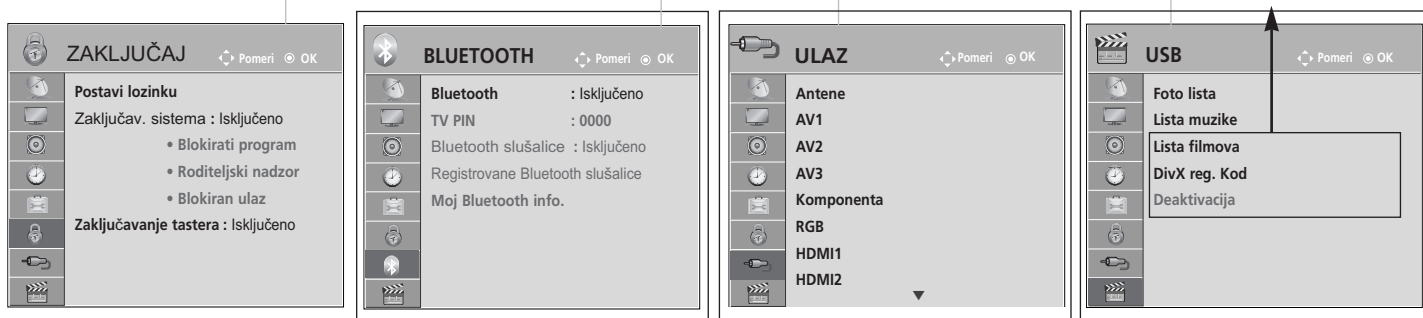 ZAKLJUČAJ
Pomeri OK
Postavi lozinku
Zaključav. sistema : Isključeno
• Blokirati program
• Roditeljski nadzor
• Blokiran ulaz
Zaključavanje tastera : Isključeno
BLUETOOTH
Pomeri OK
Bluetooth : Isključeno
TV PIN : 0000
Bluetooth slušalice : Isključeno
Registrovane Bluetooth slušalice
Moj Bluetooth info.
ULAZ
Pomeri OK
Antene
AV1
AV2
AV3
Komponenta
RGB
HDMI1
HDMI2
USB
Pomeri OK
Foto lista
Lista muzike
Lista filmova
DivX reg. Kod
Deaktivacija